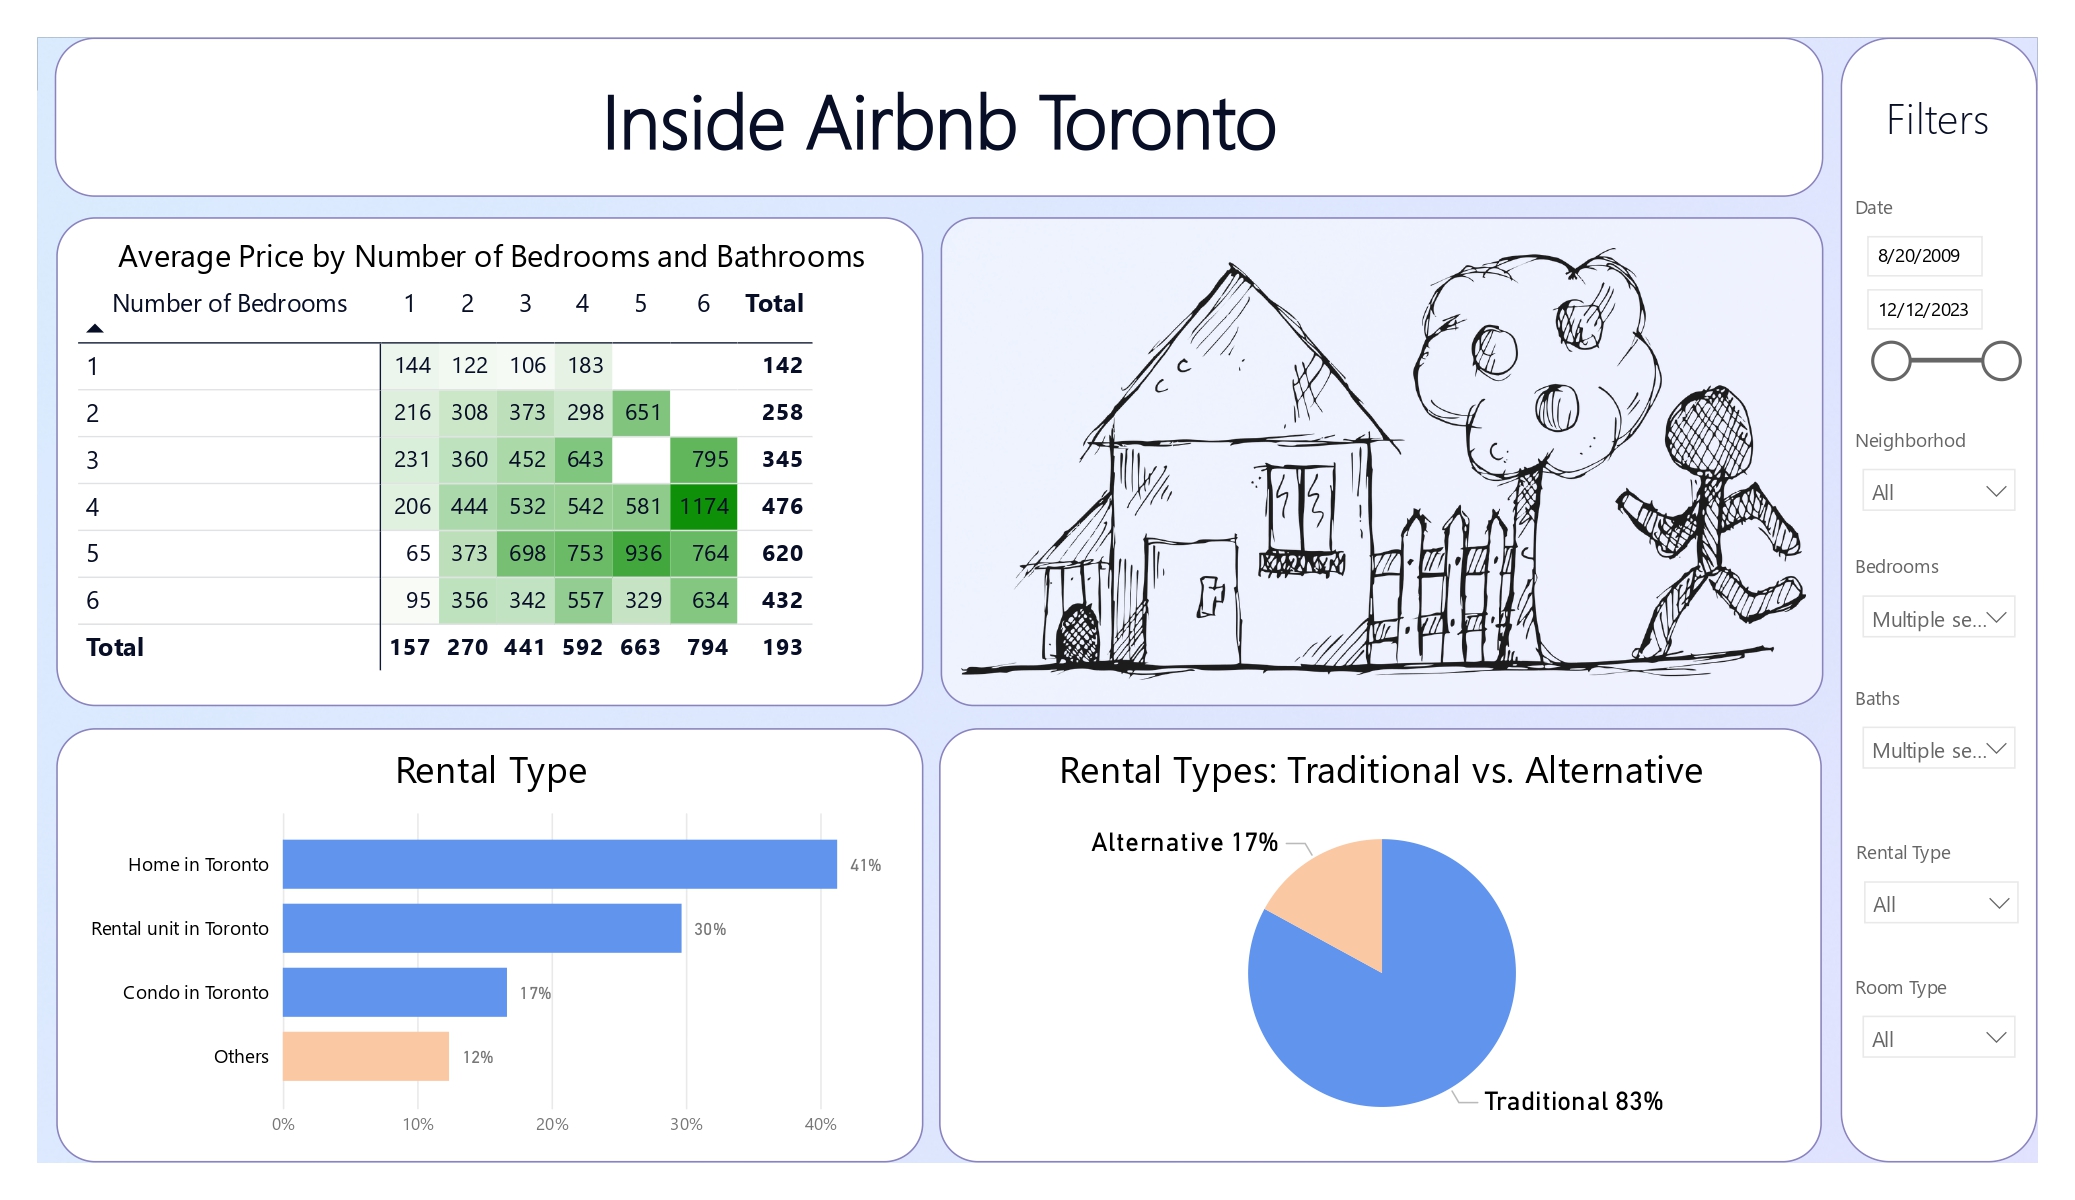 Inside Airbnb Toronto
Filters
Date
8/20/2009
12/12/2023
Neighborhod
All
Bedrooms
Multiple se...
Baths
Multiple se...
Rental Type
All
Room Type
All
Average Price by Number of Bedrooms and Bathrooms
Number of Bedrooms 1 2 3 4 5 6 Total
1 144 122 106 183 142
2 216 308 373 298 651 258
3 231 360 452 643 795 345
4 206 444 532 542 581 1174 476
5 65 373 698 753 936 764 620
6 95 356 342 557 329 634 432
Total 157 270 441 592 663 794 193
Rental Type
Home in Toronto 41%
Rental unit in Toronto 30%
Condo in Toronto 17%
Others 12%
0% 10% 20% 30% 40%
Rental Types: Traditional vs. Alternative
Alternative 17%
Traditional 83%